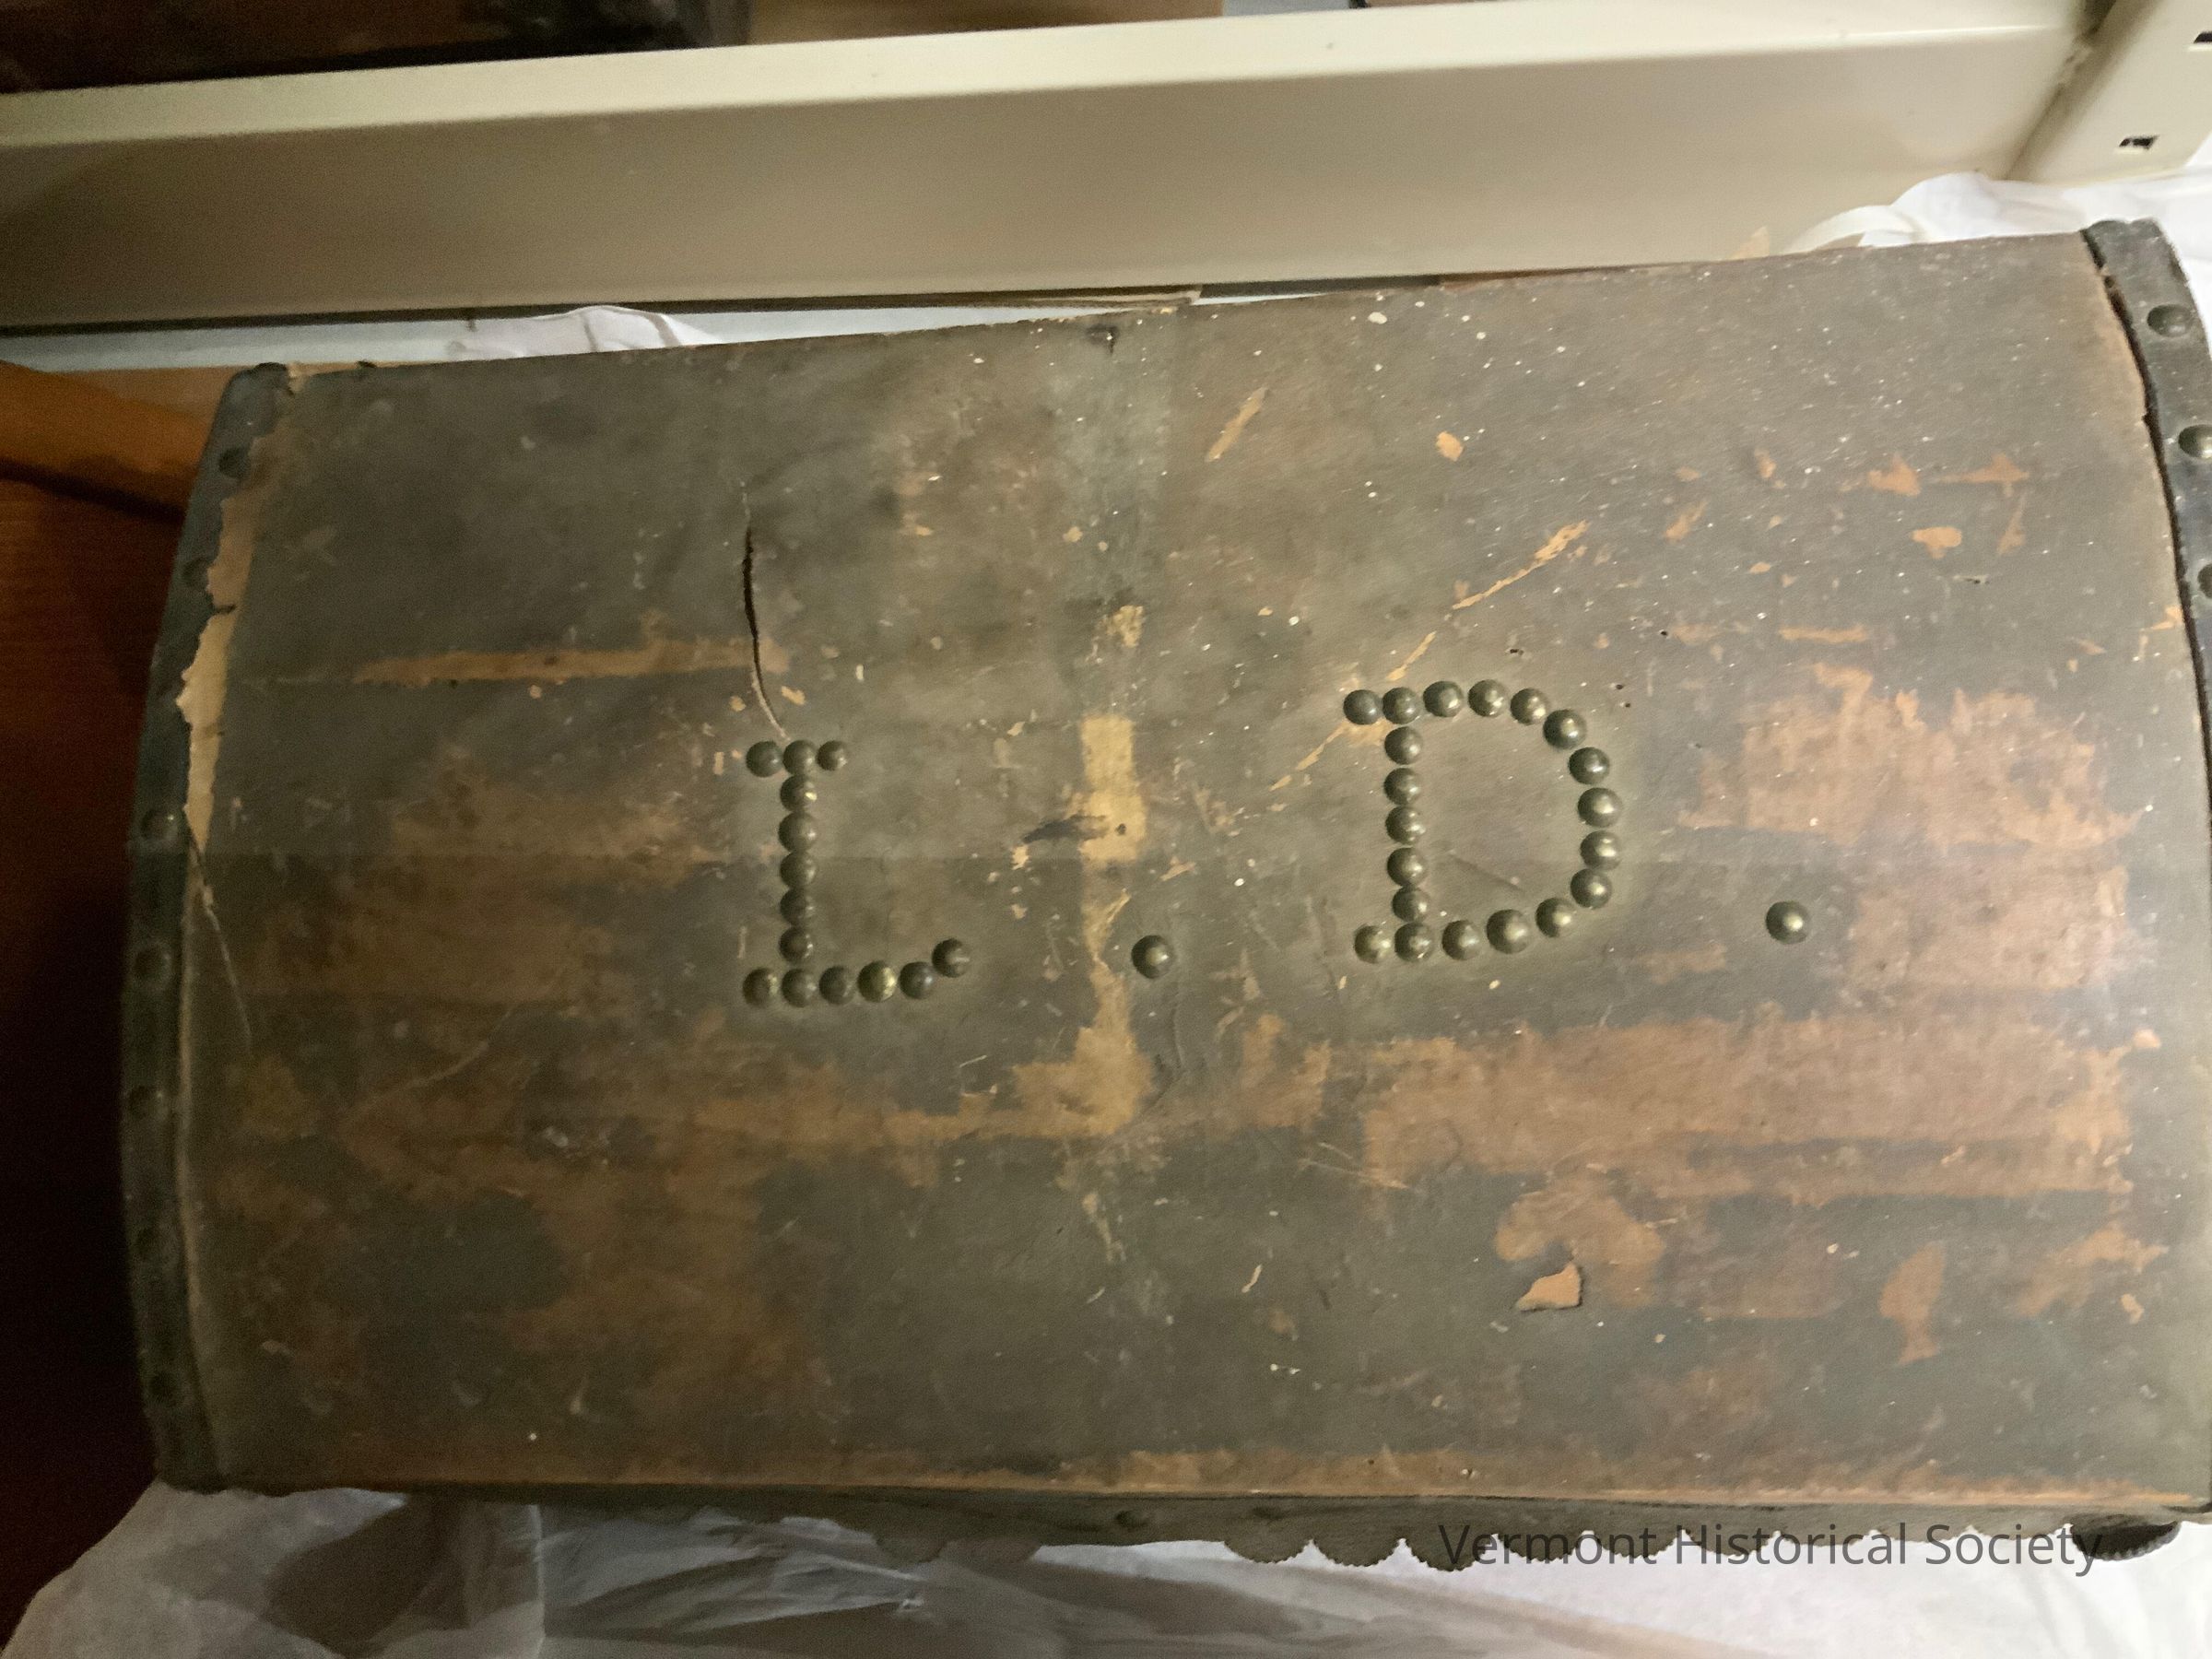 L. D.
Vermont Historical Society